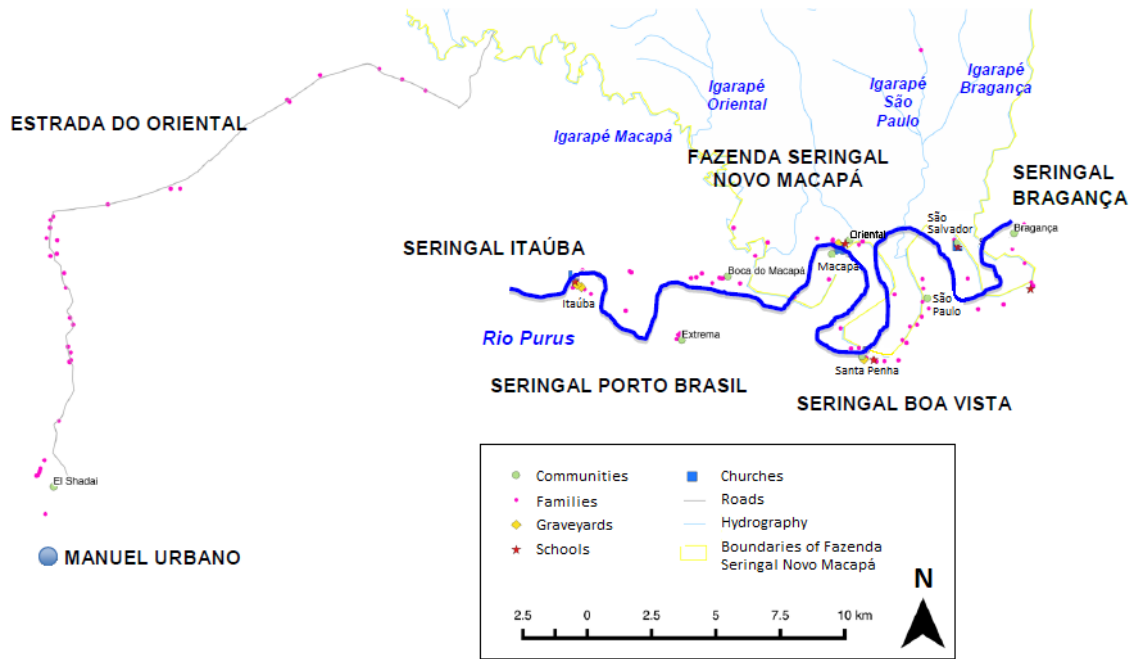 Igarapé
Oriental
Igarapé
São
Paulo
Igarapé
Bragança
ESTRADA DO ORIENTAL
Igarapé Macapá
FAZENDA SERINGAL
NOVO MACAPÁ
SERINGAL
BRAGANÇA
São
Salvador
Bragança
Oriental
SERINGAL ITAÚBA
Macapá
Boca do Macapá
Itaúba
São
Paulo
Rio Purus
Extrema
Santa Penha
SERINGAL PORTO BRASIL
SERINGAL BOA VISTA
El Shadai
MANUEL URBANO
Communities
Families
Graveyards
Schools
Churches
Roads
Hydrography
Boundaries of Fazenda
Seringal Novo Macapá
N
2.5 0 2.5 5 7.5 10 km